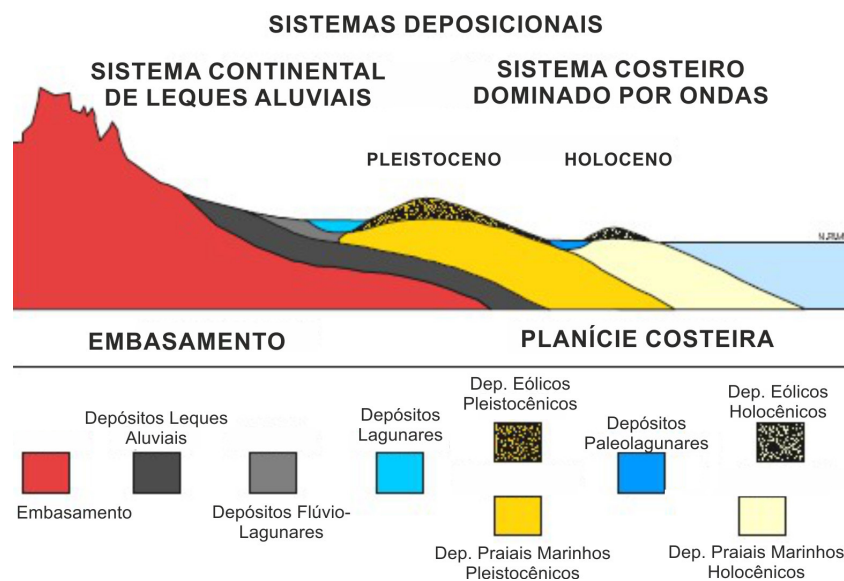 SISTEMAS DEPOSICIONAIS
SISTEMA CONTINENTAL
DE LEQUES ALUVIAIS
SISTEMA COSTEIRO
DOMINADO POR ONDAS
PLEISTOCENO
HOLOCENO
EMBASAMENTO
PLANÍCIE COSTEIRA
Dep. Eólicos
Pleistocênicos
Dep. Eólicos
Holocênicos
Depósitos Leques
Aluviais
Depósitos
Lagunares
Depósitos
Paleolagunares
Embasamento
Depósitos Flúvio-
Lagunares
Dep. Praiais Marinhos
Pleistocênicos
Dep. Praiais Marinhos
Holocênicos